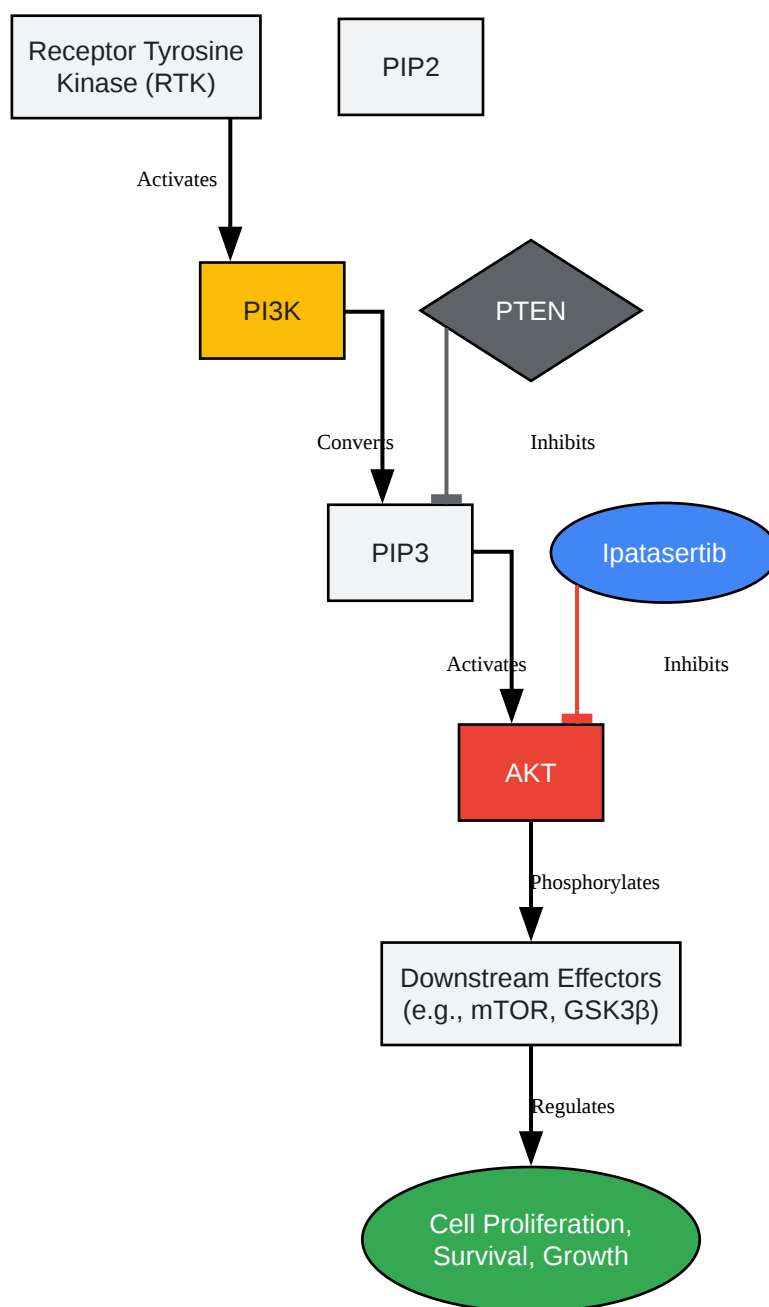 Receptor Tyrosine
Kinase (RTK)
PIP2
Activates
PI3K
PTEN
Converts
Inhibits
PIP3
Ipatasertib
Activates
Inhibits
AKT
Phosphorylates
Downstream Effectors
(e.g., mTOR, GSK3β)
Regulates
Cell Proliferation,
Survival, Growth